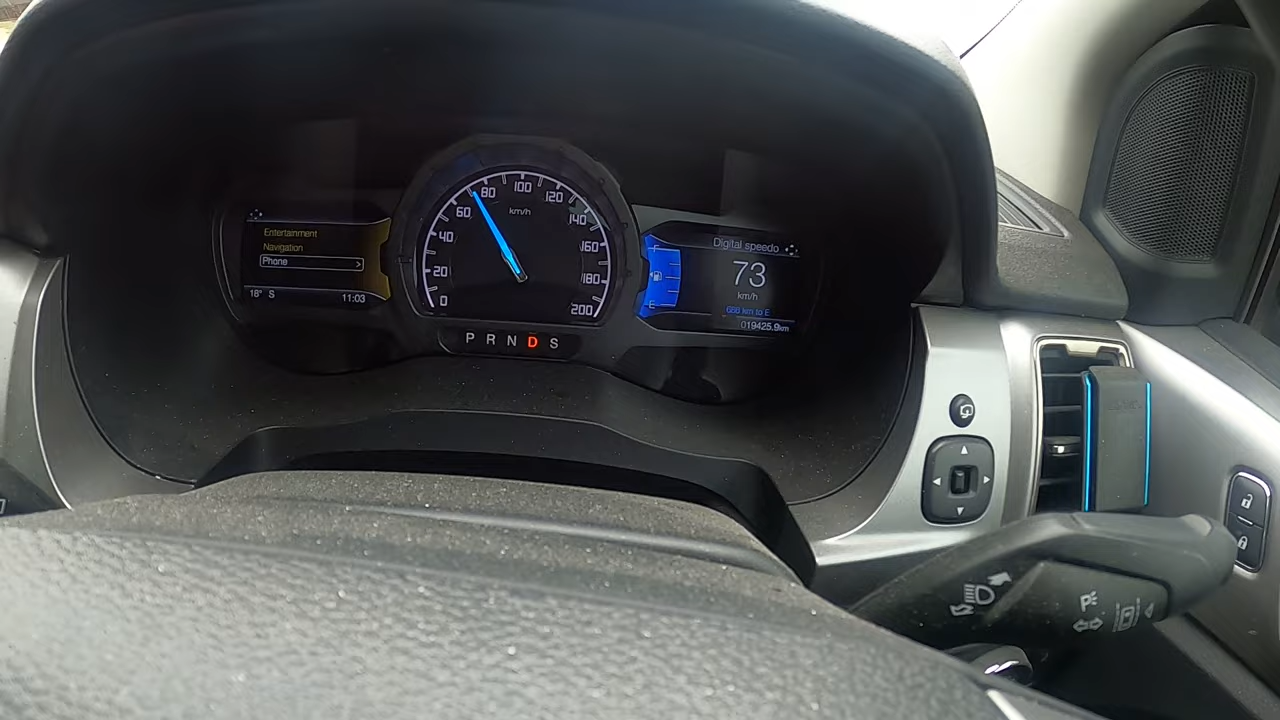 Entertainment
Navigation
Phone >
18° S 11:03
0
20
40
60
80
100
120
140
160
180
200
km/h
P R N D S
Digital speedo
73
km/h
F
E
668 km to E
019425.9km
P